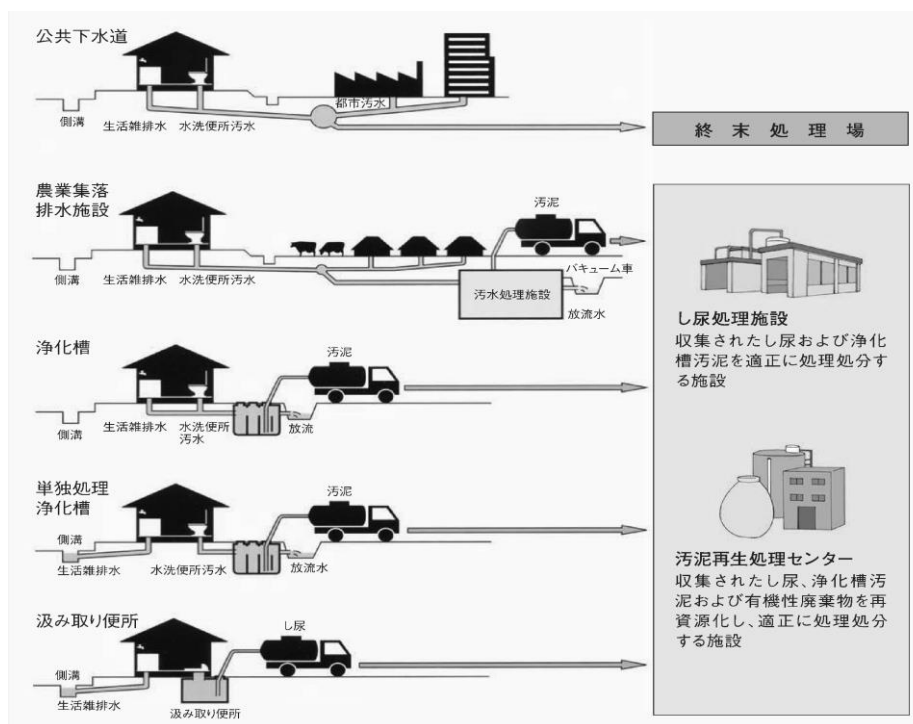 公共下水道
都市汚水
側溝
生活雑排水
水洗便所汚水
終末処理場
農業集落
排水施設
汚泥
バキューム車
側溝
生活雑排水
水洗便所汚水
汚水処理施設
放流水
浄化槽
汚泥
側溝
生活雑排水
水洗便所
汚水
放流
単独処理
浄化槽
汚泥
側溝
生活雑排水
水洗便所汚水
放流水
汲み取り便所
し尿
側溝
生活雑排水
汲み取り便所
し尿処理施設
収集されたし尿および浄化
槽汚泥を適正に処理処分す
る施設
汚泥再生処理センター
収集されたし尿、浄化槽汚
泥および有機性廃棄物を再
資源化し、適正に処理処分
する施設